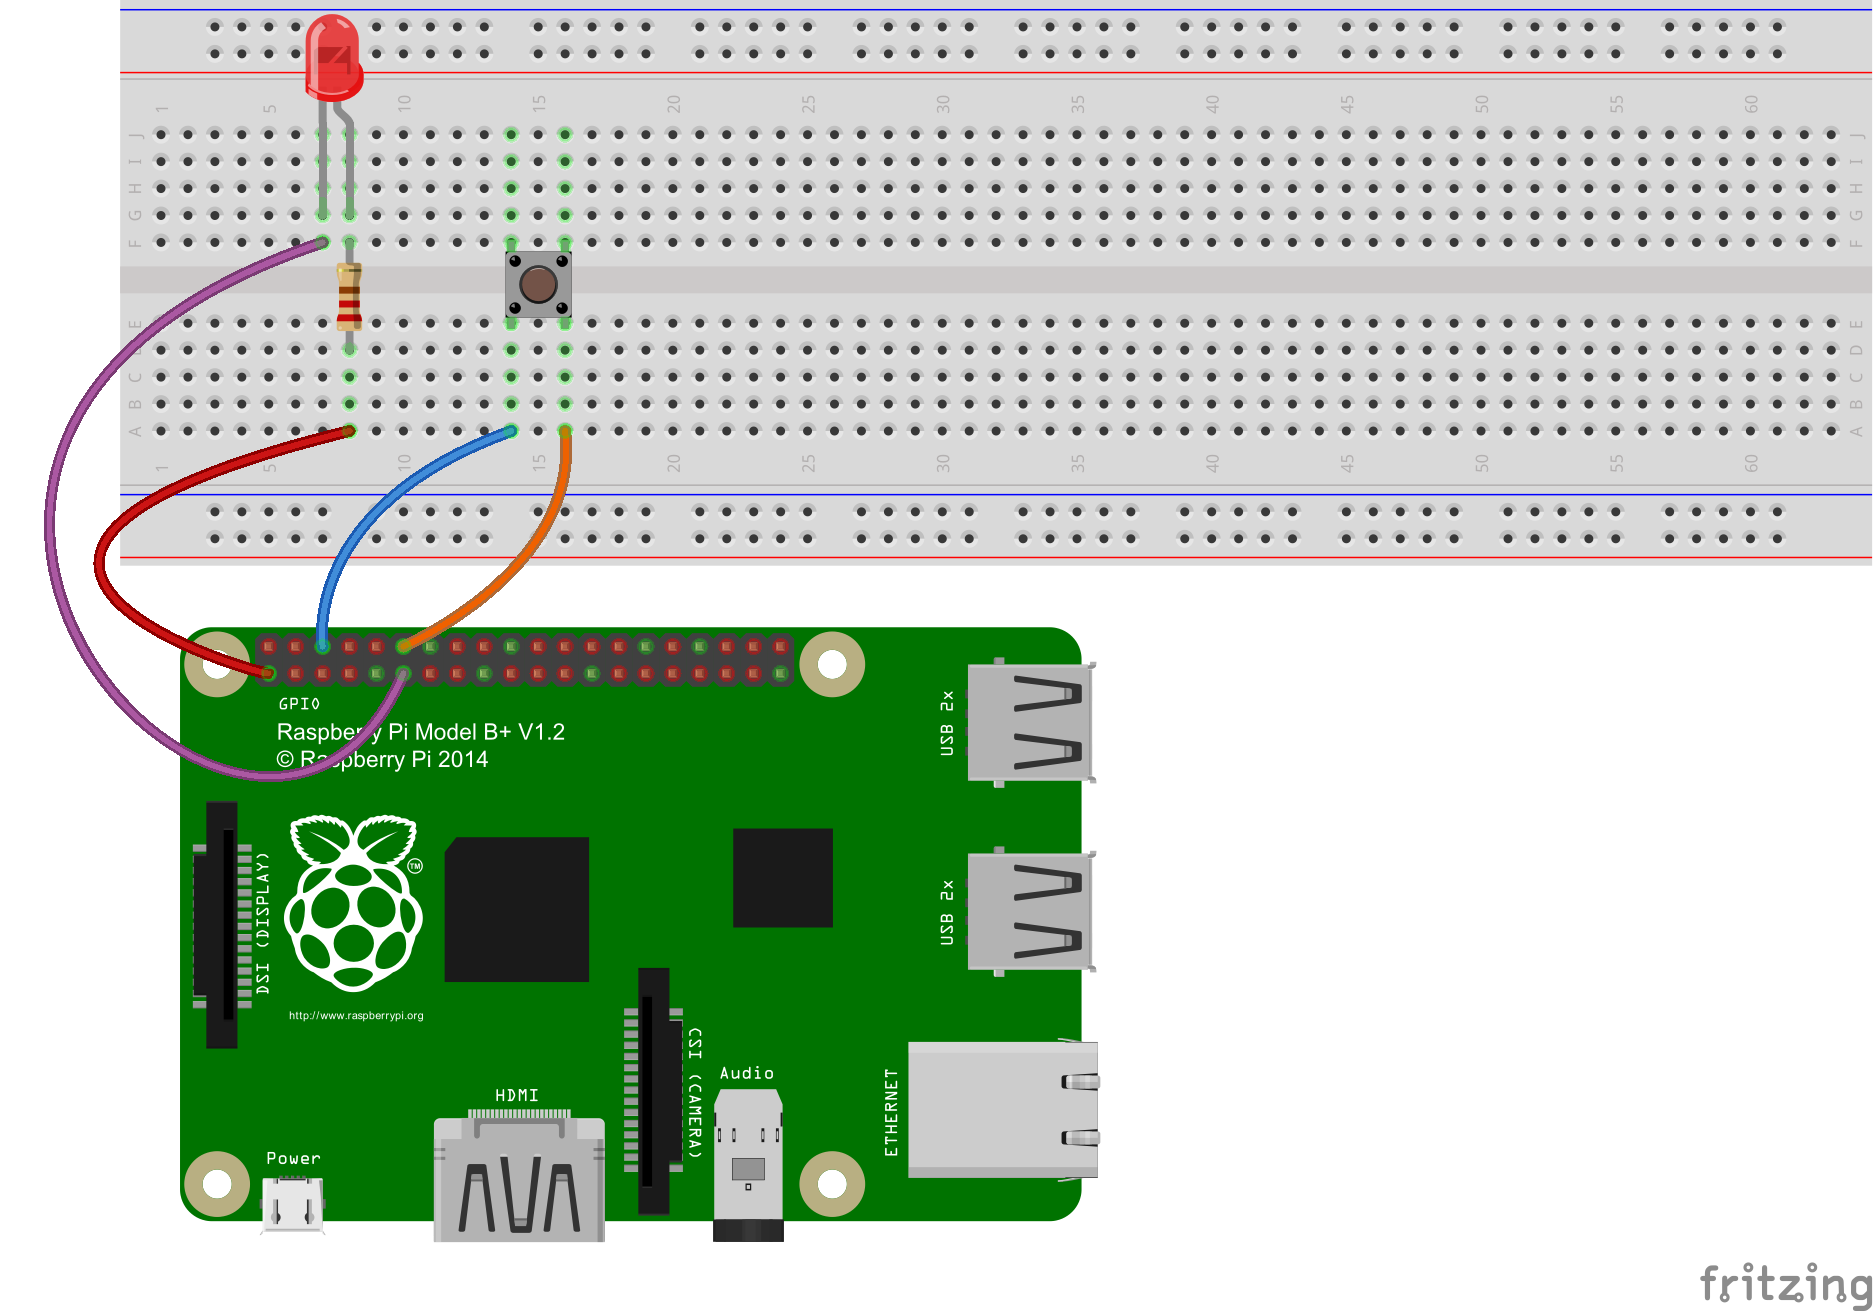 1 5 10 15 20 25 30 35 40 45 50 55 60
J J
I I
H H
G G
F F
E E
D
C C
B B
A A
1 5 10 15 20 25 30 35 40 45 50 55 60
GPIO
Raspberry Pi Model B+ V1.2
© Raspberry Pi 2014
USB 2x
TM
DSI (DISPLAY)
USB 2x
http://www.raspberrypi.org
CSI (CAMERA)
Audio
ETHERNET
HDMI
Power
fritzing